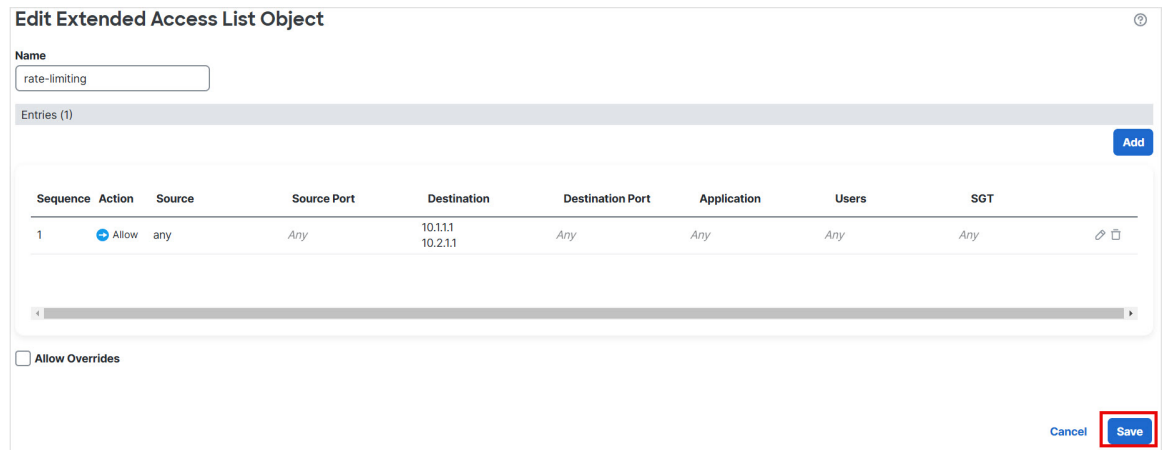 Edit Extended Access List Object
Name
rate-limiting
Entries (1)
Add
Sequence Action Source Source Port Destination Destination Port Application Users SGT
1 Allow any Any 10.1.1.1 Any Any Any Any
10.2.1.1
Allow Overrides
Cancel Save